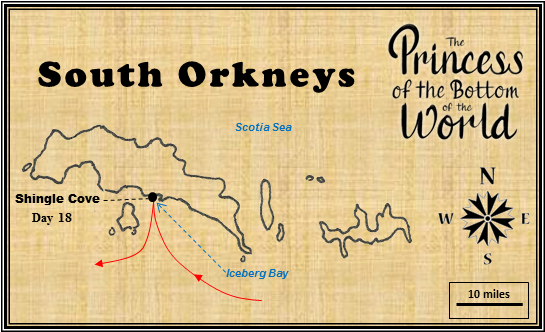 South Orkneys
The
Princess
of the Bottom
of the
World
Scotia Sea
Shingle Cove
Day 18
Iceberg Bay
N
W
E
S
10 miles